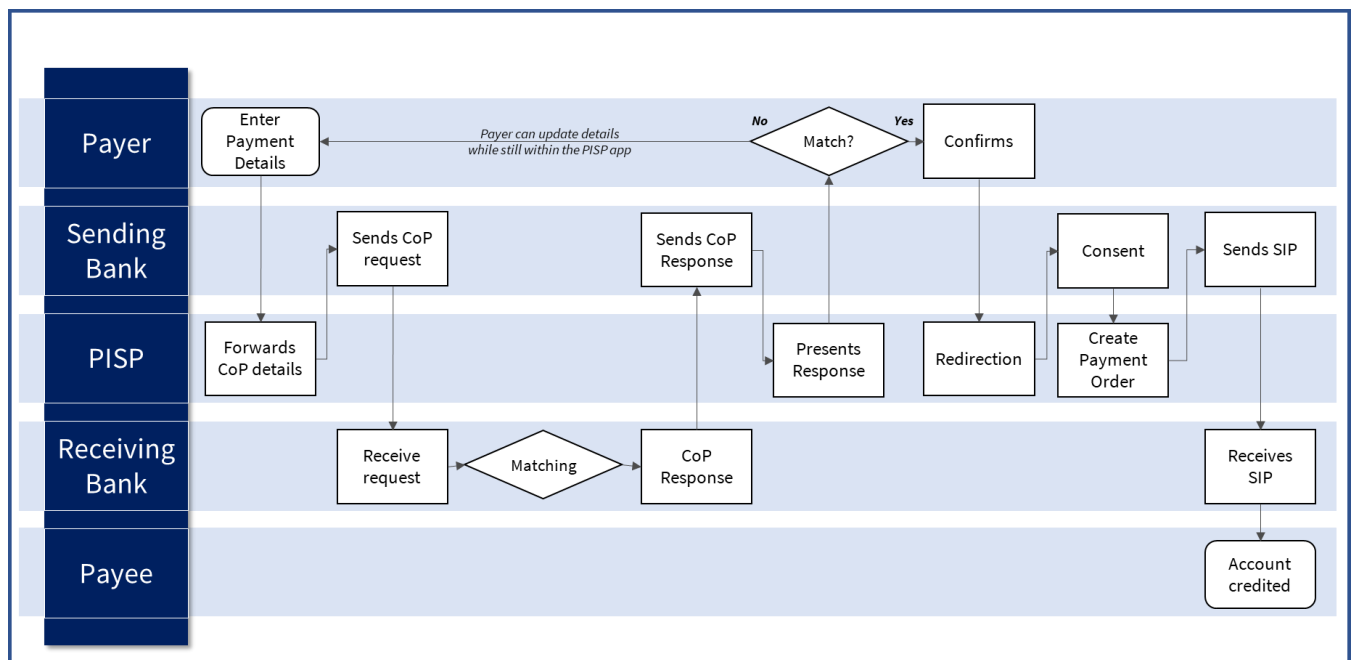 Payer
Enter
Payment
Details
Payer can update details
while still within the PISP app
No
Match?
Yes
Confirms
Sending
Bank
Sends CoP
request
Sends CoP
Response
Consent
Sends SIP
PISP
Forwards
CoP details
Presents
Response
Redirection
Create
Payment
Order
Receiving
Bank
Receive
request
Matching
CoP
Response
Receives
SIP
Payee
Account
credited